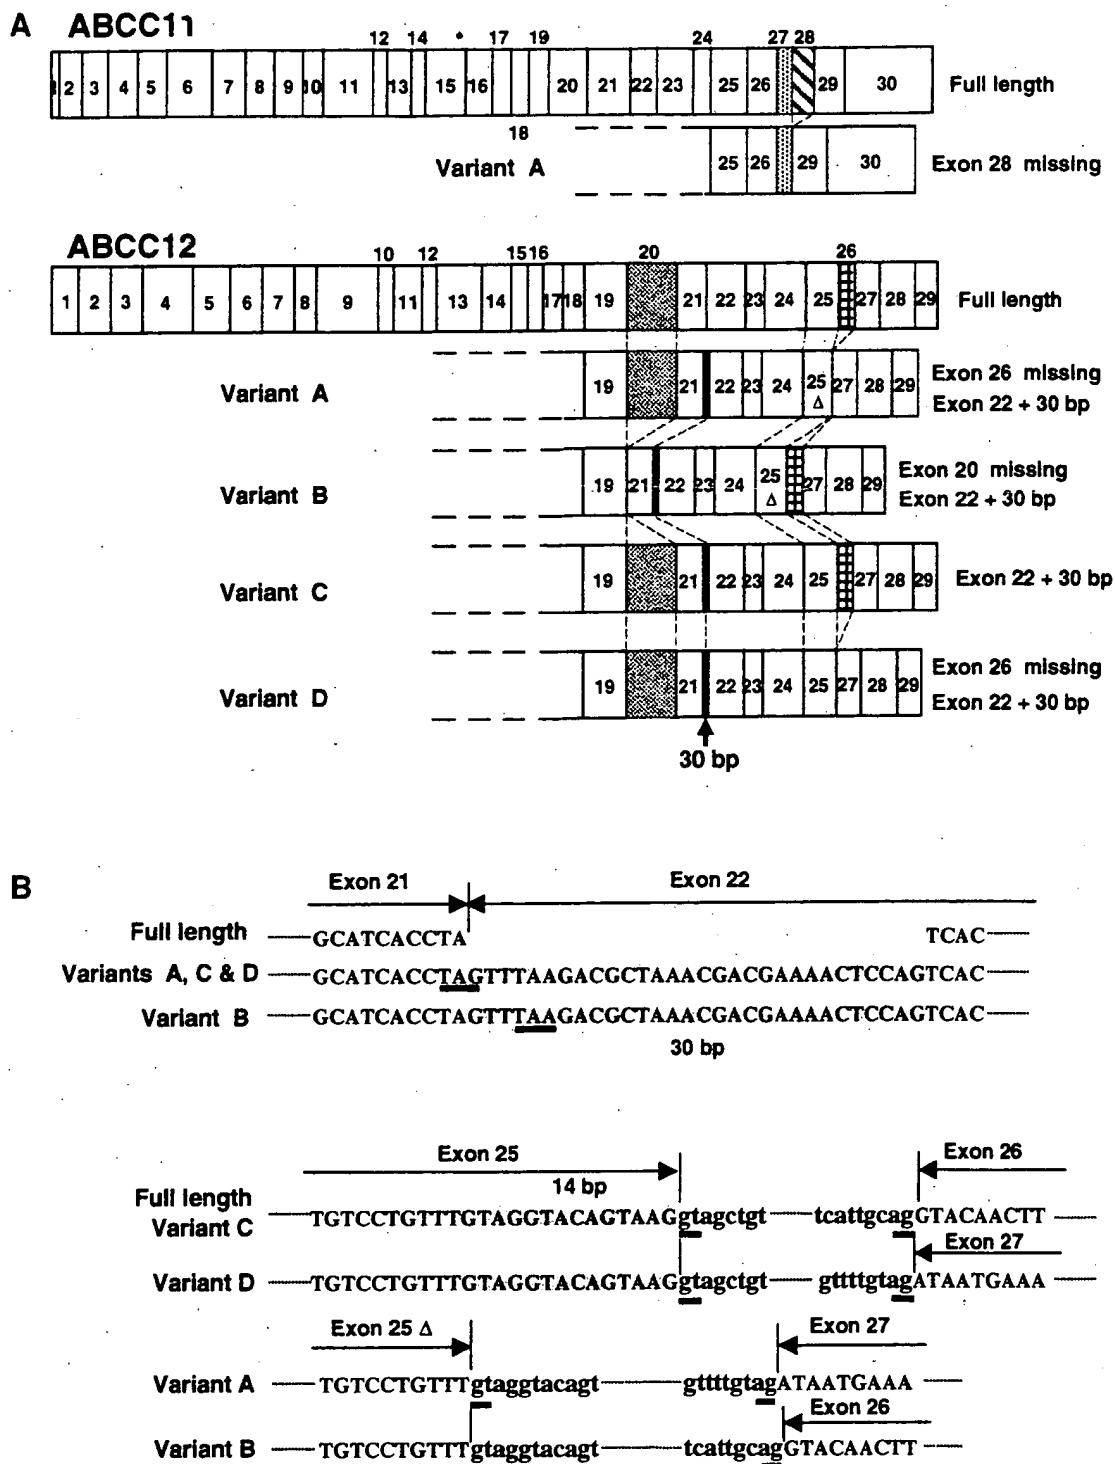 A ABCC11
12 14 17 19 24 27 28
2 3 4 5 6 7 8 9 10 11 13 15 16 20 21 22 23 25 26 29 30 Full length
18
Variant A 25 26 29 30 Exon 28 missing
ABCC12
10 12 15 16 20 26
1 2 3 4 5 6 7 8 9 11 13 14 17 18 19 21 22 23 24 25 27 28 29 Full length
Variant A 19 21 22 23 24 25 Δ 27 28 29 Exon 26 missing
Exon 22 + 30 bp
Variant B 19 21 22 23 24 25 Δ 27 28 29 Exon 20 missing
Exon 22 + 30 bp
Variant C 19 21 22 23 24 25 27 28 29 Exon 22 + 30 bp
Variant D 19 21 22 23 24 25 27 28 29 Exon 26 missing
Exon 22 + 30 bp
30 bp
B
Exon 21 Exon 22
Full length GCATCACCTA TCAC
Variants A, C & D GCATCACCTAGTTTAAGACGCTAAACGACGAAAACTCCAGTCAC
Variant B GCATCACCTAGTTTAAGACGCTAAACGACGAAAACTCCAGTCAC
30 bp
Exon 25 Exon 26
14 bp
Full length
Variant C TGTCCTGTTTGTAGGTACAGTAAGgtagctgt tcattgcagGTACAACTT
Exon 27
Variant D TGTCCTGTTTGTAGGTACAGTAAGgtagctgt gttttgtagATAATGAAA
Exon 25 Δ Exon 27
Variant A TGTCCTGTTTgtaggtacagt gttttgtagATAATGAAA
Exon 26
Variant B TGTCCTGTTTgtaggtacagt tcattgcagGTACAACTT